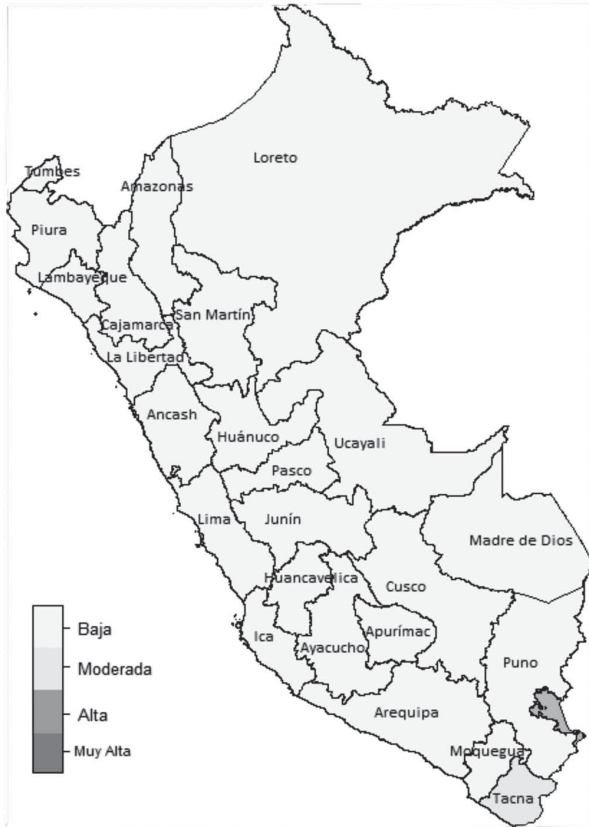 Loreto
Tumbes
Amazonas
Piura
Lambayeque
San Martín
Cajamarca
La Libertad
Ancash
Huánuco
Ucayali
Pasco
Lima
Junín
Madre de Dios
Huancavelica
Cusco
Ica
Apurímac
Ayacucho
Puno
Arequipa
Moquegua
Tacna
Baja
Moderada
Alta
Muy Alta